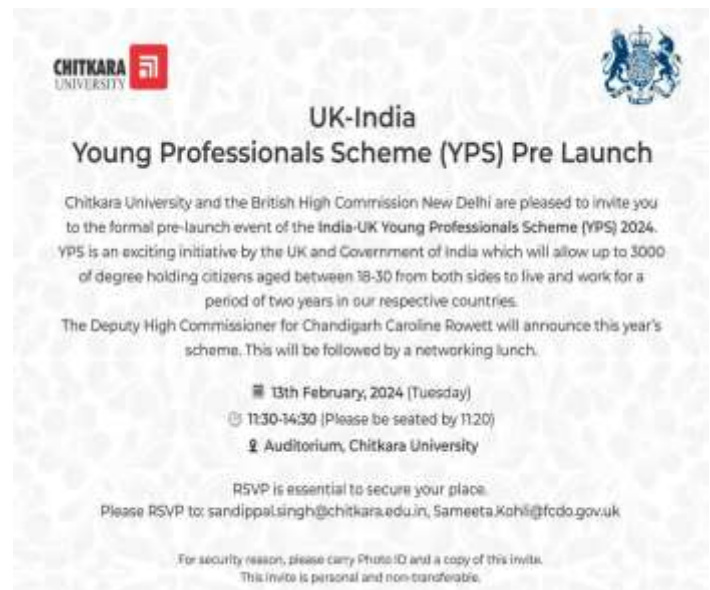 CHITKARA
UNIVERSITY
UK-India
Young Professionals Scheme (YPS) Pre Launch
Chitkara University and the British High Commission New Delhi are pleased to invite you
to the formal pre-launch event of the India-UK Young Professionals Scheme (YPS) 2024.
YPS is an exciting initiative by the UK and Government of India which will allow up to 3000
of degree holding citizens aged between 18-30 from both sides to live and work for a
period of two years in our respective countries.
The Deputy High Commissioner for Chandigarh Caroline Rowett will announce this year's
scheme. This will be followed by a networking lunch.
13th February, 2024 (Tuesday)
11:30-14:30 (Please be seated by 11:20)
Auditorium, Chitkara University
RSVP is essential to secure your place.
Please RSVP to: sandippal.singh@chitkara.edu.in, Sameeta.Kohli@fcdo.gov.uk
For security reason, please carry Photo ID and a copy of this invite.
This invite is personal and non-transferable.